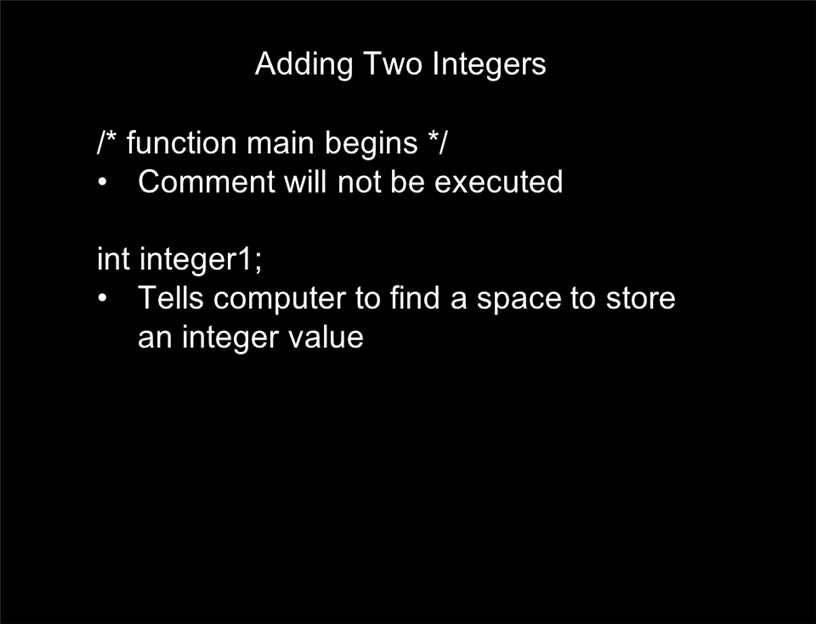 Adding Two Integers
/* function main begins */
• Comment will not be executed
int integer1;
• Tells computer to find a space to store
an integer value